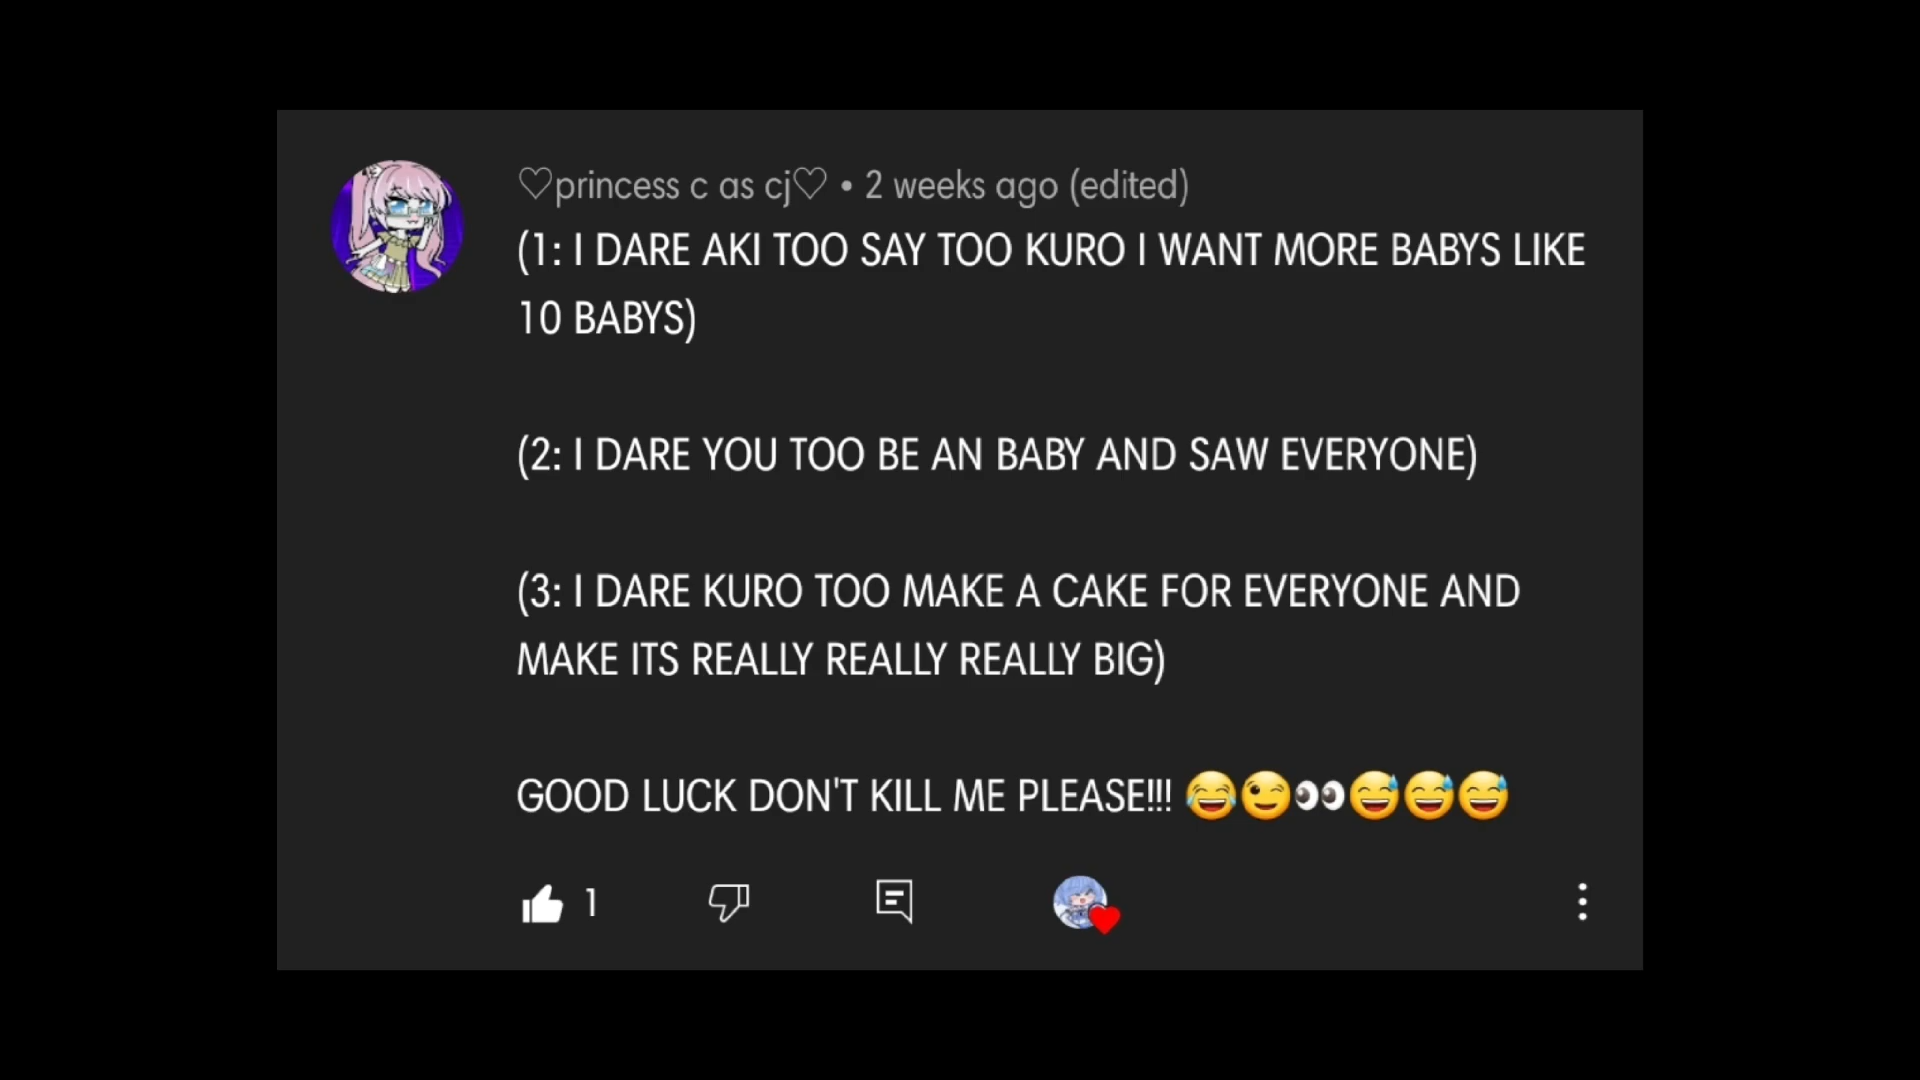 ♡princess c as cj♡ • 2 weeks ago (edited)
(1: I DARE AKI TOO SAY TOO KURO I WANT MORE BABYS LIKE
10 BABYS)
(2: I DARE YOU TOO BE AN BABY AND SAW EVERYONE)
(3: I DARE KURO TOO MAKE A CAKE FOR EVERYONE AND
MAKE ITS REALLY REALLY REALLY BIG)
GOOD LUCK DON'T KILL ME PLEASE!!! 😂😉👀😅😅😅
1